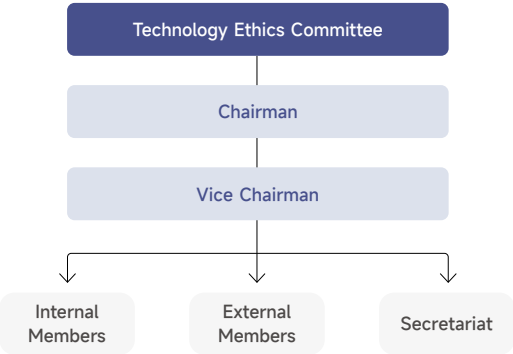 Technology Ethics Committee
Chairman
Vice Chairman
Internal
Members
External
Members
Secretariat